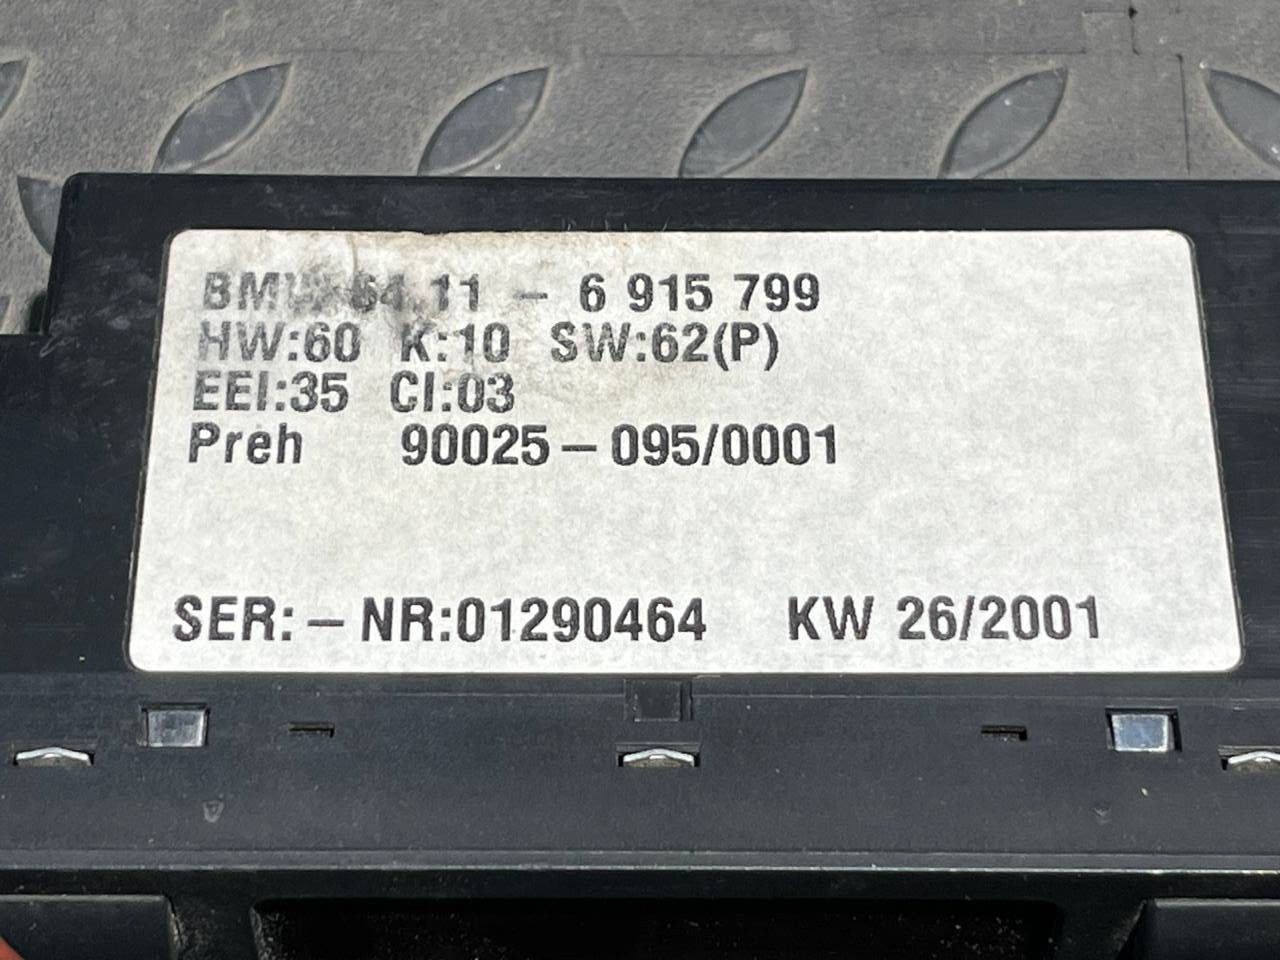 BMW 64.11 - 6 915 799
HW:60 K:10 SW:62(P)
EEI:35 CI:03
Preh 90025-095/0001
SER:-NR:01290464 KW 26/2001